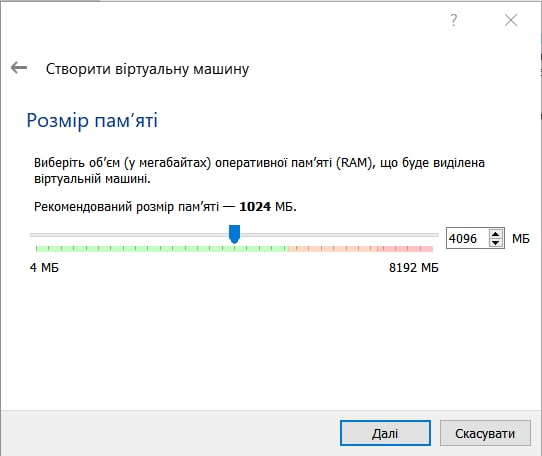 ?
Створити віртуальну машину
Розмір пам’яті
Виберіть об’єм (у мегабайтах) оперативної пам’яті (RAM), що буде виділена
віртуальній машині.
Рекомендований розмір пам’яті — 1024 МБ.
4096 МБ
4 МБ 8192 МБ
Далі Скасувати